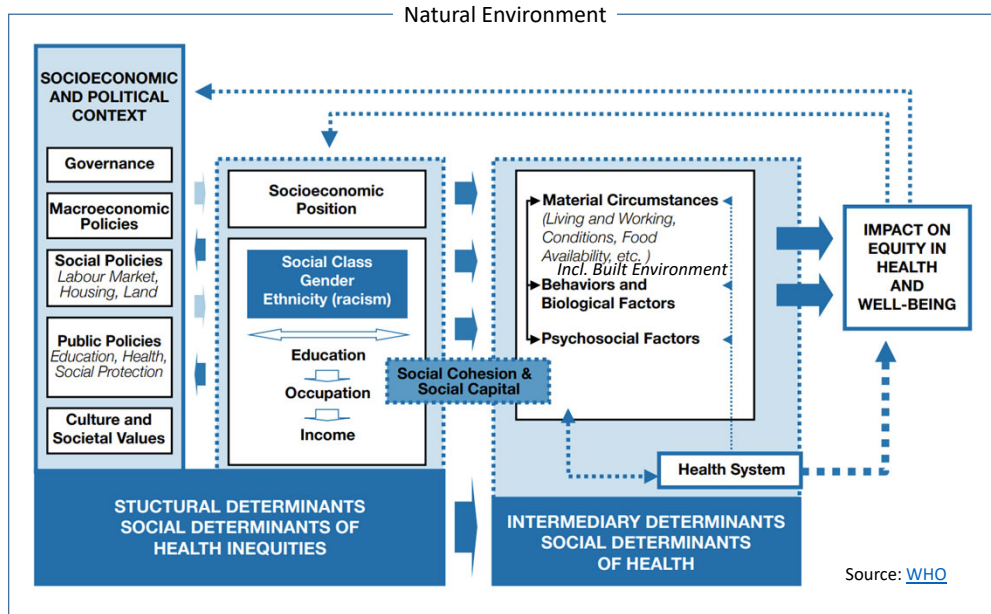 Natural Environment
SOCIOECONOMIC
AND POLITICAL
CONTEXT
Governance
Macroeconomic
Policies
Social Policies
Labour Market,
Housing, Land
Public Policies
Education, Health,
Social Protection
Culture and
Societal Values
Socioeconomic
Position
Social Class
Gender
Ethnicity (racism)
Education
Occupation
Income
Social Cohesion &
Social Capital
Material Circumstances
(Living and Working,
Conditions, Food
Availability, etc. )
Incl. Built Environment
Behaviors and
Biological Factors
Psychosocial Factors
Health System
IMPACT ON
EQUITY IN
HEALTH
AND
WELL-BEING
STUCTURAL DETERMINANTS
SOCIAL DETERMINANTS OF
HEALTH INEQUITIES
INTERMEDIARY DETERMINANTS
SOCIAL DETERMINANTS
OF HEALTH
Source: WHO